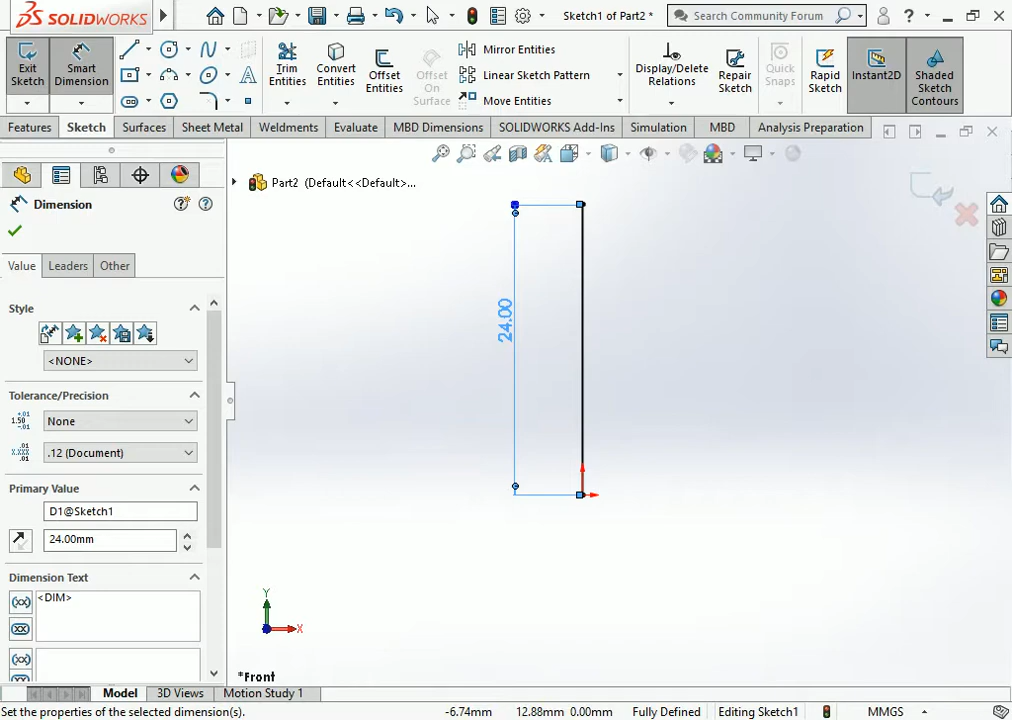 SOLIDWORKS
Sketch1 of Part2 *
Search Community Forum
Exit Sketch
Smart Dimension
Trim Entities
Convert Entities
Offset Entities
Offset On Surface
Mirror Entities
Linear Sketch Pattern
Move Entities
Display/Delete Relations
Repair Sketch
Quick Snaps
Rapid Sketch
Instant2D
Shaded Sketch Contours
Features
Sketch
Surfaces
Sheet Metal
Weldments
Evaluate
MBD Dimensions
SOLIDWORKS Add-Ins
Simulation
MBD
Analysis Preparation
Part2 (Default<<Default>...
Dimension
Value
Leaders
Other
Style
<NONE>
Tolerance/Precision
None
.12 (Document)
Primary Value
D1@Sketch1
24.00mm
Dimension Text
<DIM>
24.00
Y
X
*Front
Model
3D Views
Motion Study 1
Set the properties of the selected dimension(s).
-6.74mm
12.88mm 0.00mm
Fully Defined
Editing Sketch1
MMGS